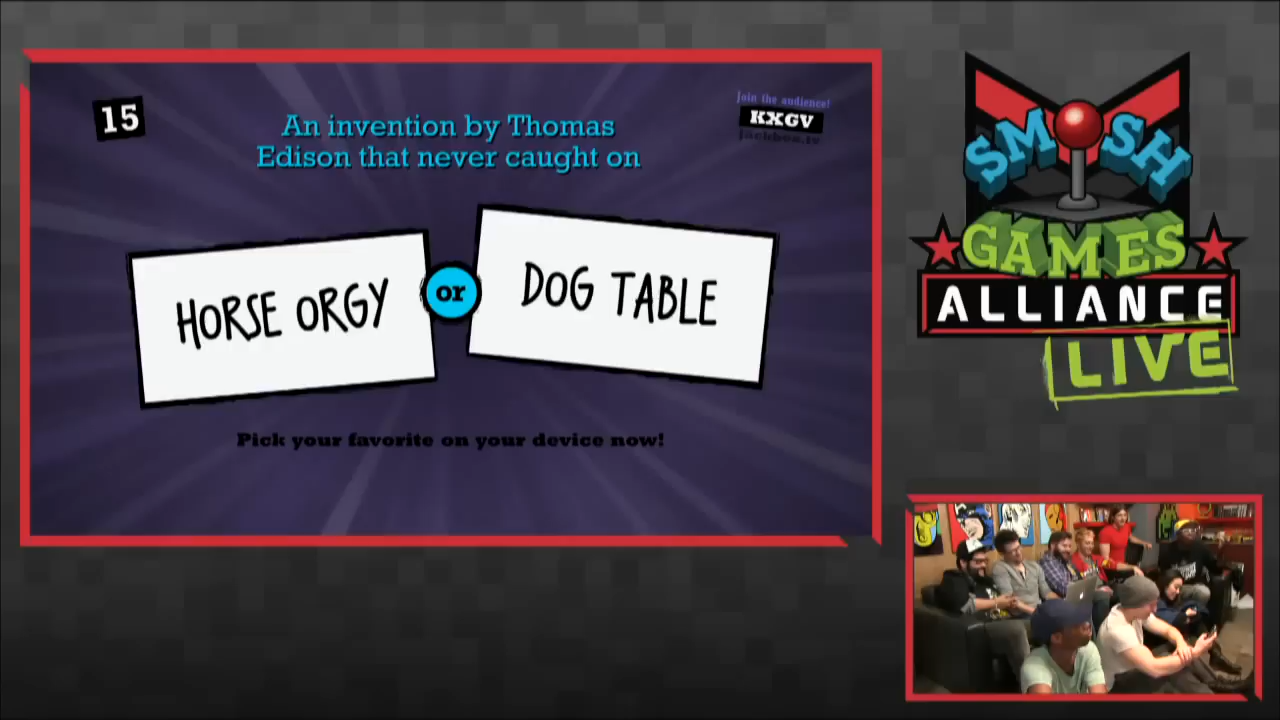 15
An invention by Thomas
Edison that never caught on
Join the audience!
KXGV
jackbox.tv
HORSE ORGY
or
DOG TABLE
Pick your favorite on your device now!
SMOSH
GAMES
ALLIANCE
LIVE